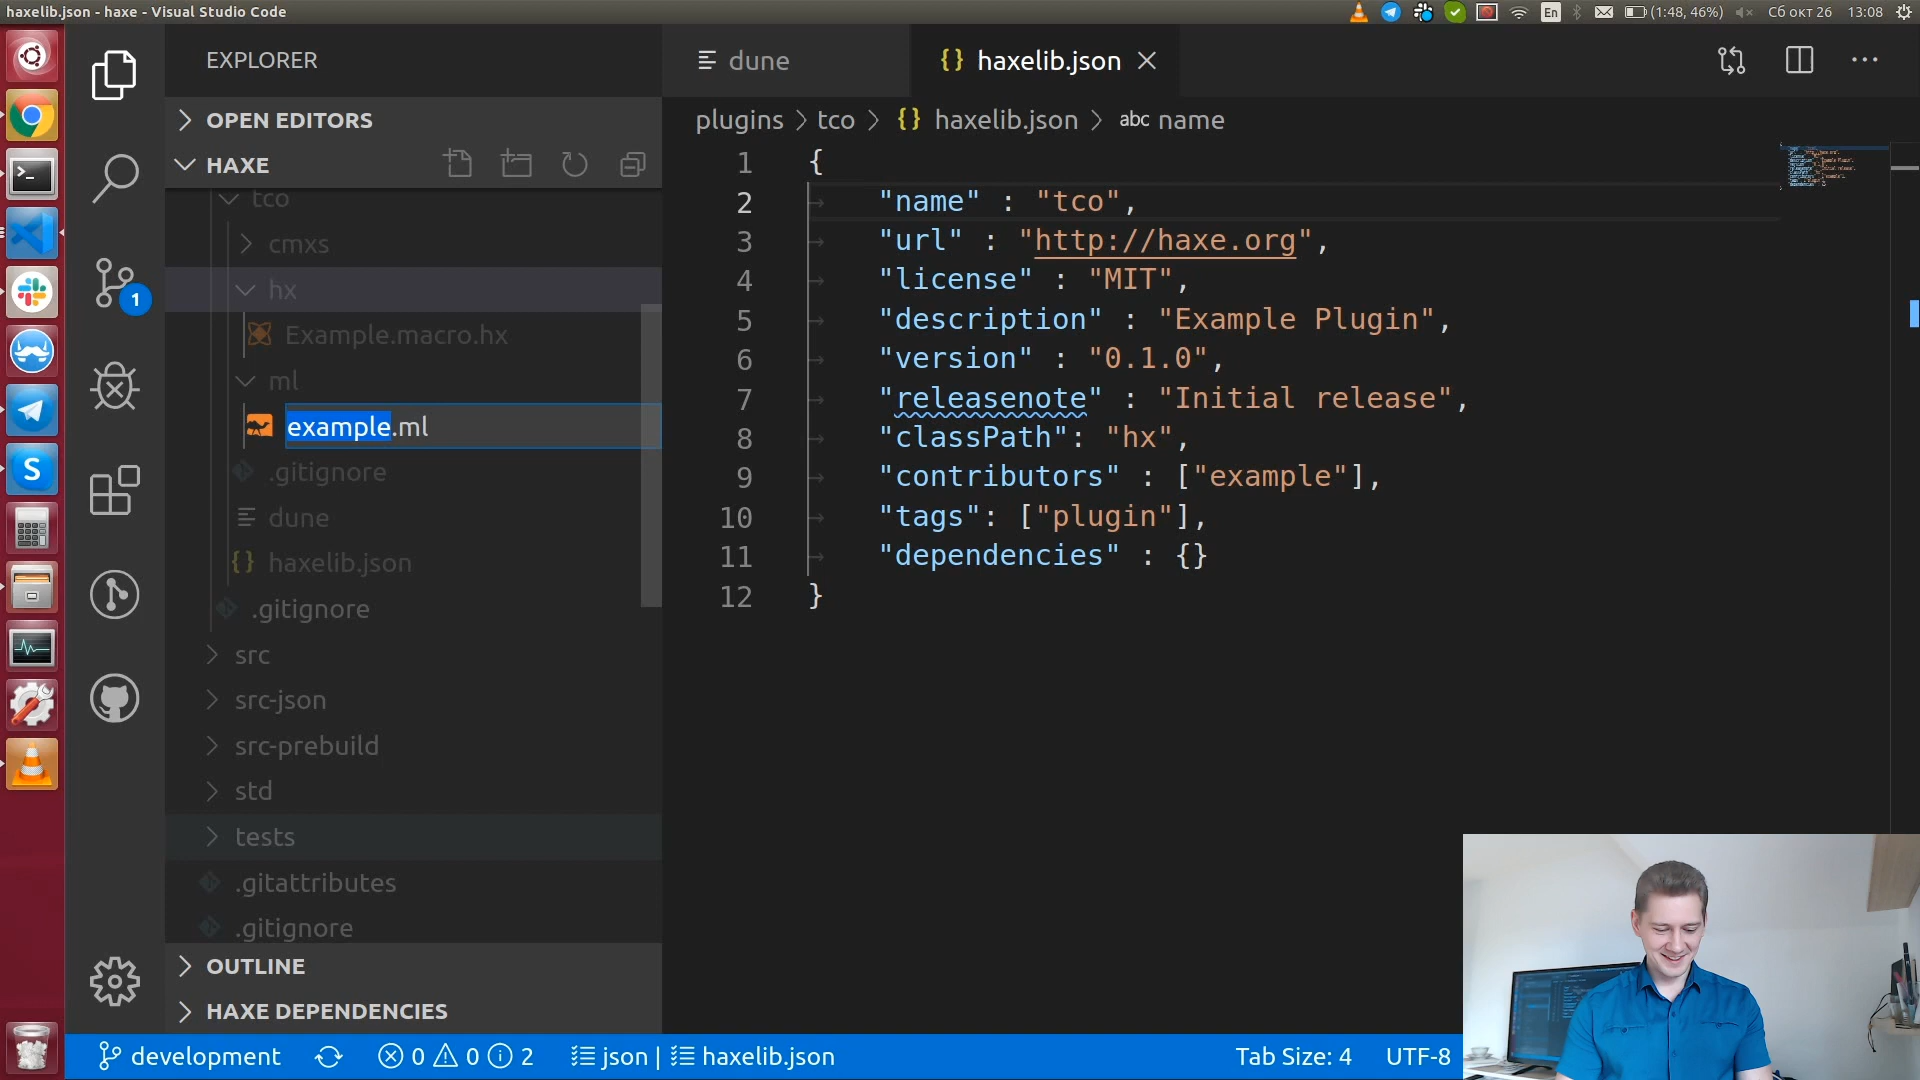 haxelib.json - haxe - Visual Studio Code
En
(1:48, 46%)
Сб окт 26
13:08
EXPLORER
OPEN EDITORS
HAXE
tco
cmxs
hx
Example.macro.hx
ml
example.ml
.gitignore
dune
haxelib.json
.gitignore
src
src-json
src-prebuild
std
tests
.gitattributes
.gitignore
OUTLINE
HAXE DEPENDENCIES
1
dune
haxelib.json
plugins > tco > {} haxelib.json > abc name
1 {
2 "name" : "tco",
3 "url" : "http://haxe.org",
4 "license" : "MIT",
5 "description" : "Example Plugin",
6 "version" : "0.1.0",
7 "releasenote" : "Initial release",
8 "classPath": "hx",
9 "contributors" : ["example"],
10 "tags": ["plugin"],
11 "dependencies" : {}
12 }
development 0 0 2 json | haxelib.json Tab Size: 4 UTF-8